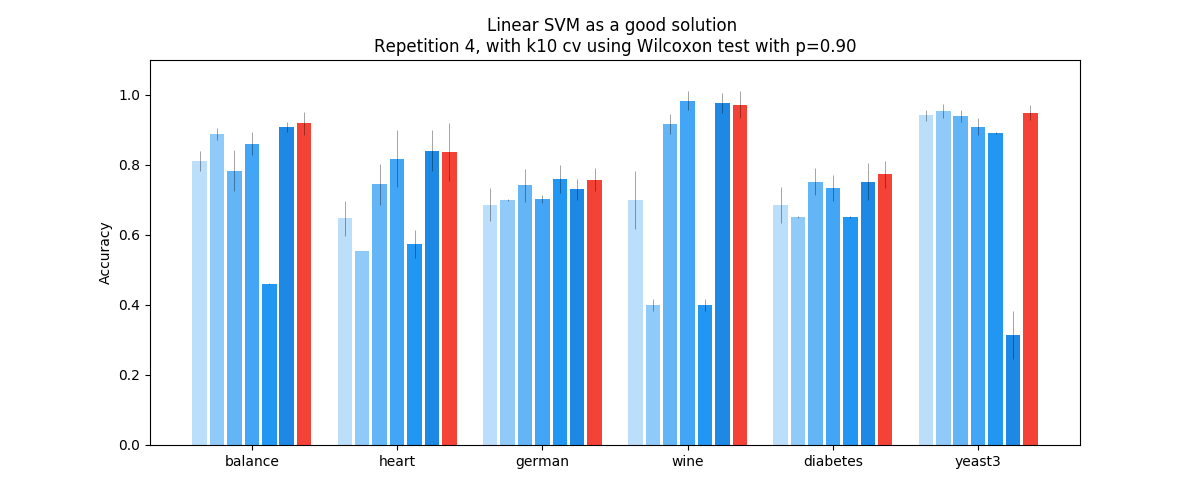 Linear SVM as a good solution
Repetition 4, with k10 cv using Wilcoxon test with p=0.90
Accuracy
1.0
0.8
0.6
0.4
0.2
0.0
balance heart german wine diabetes yeast3